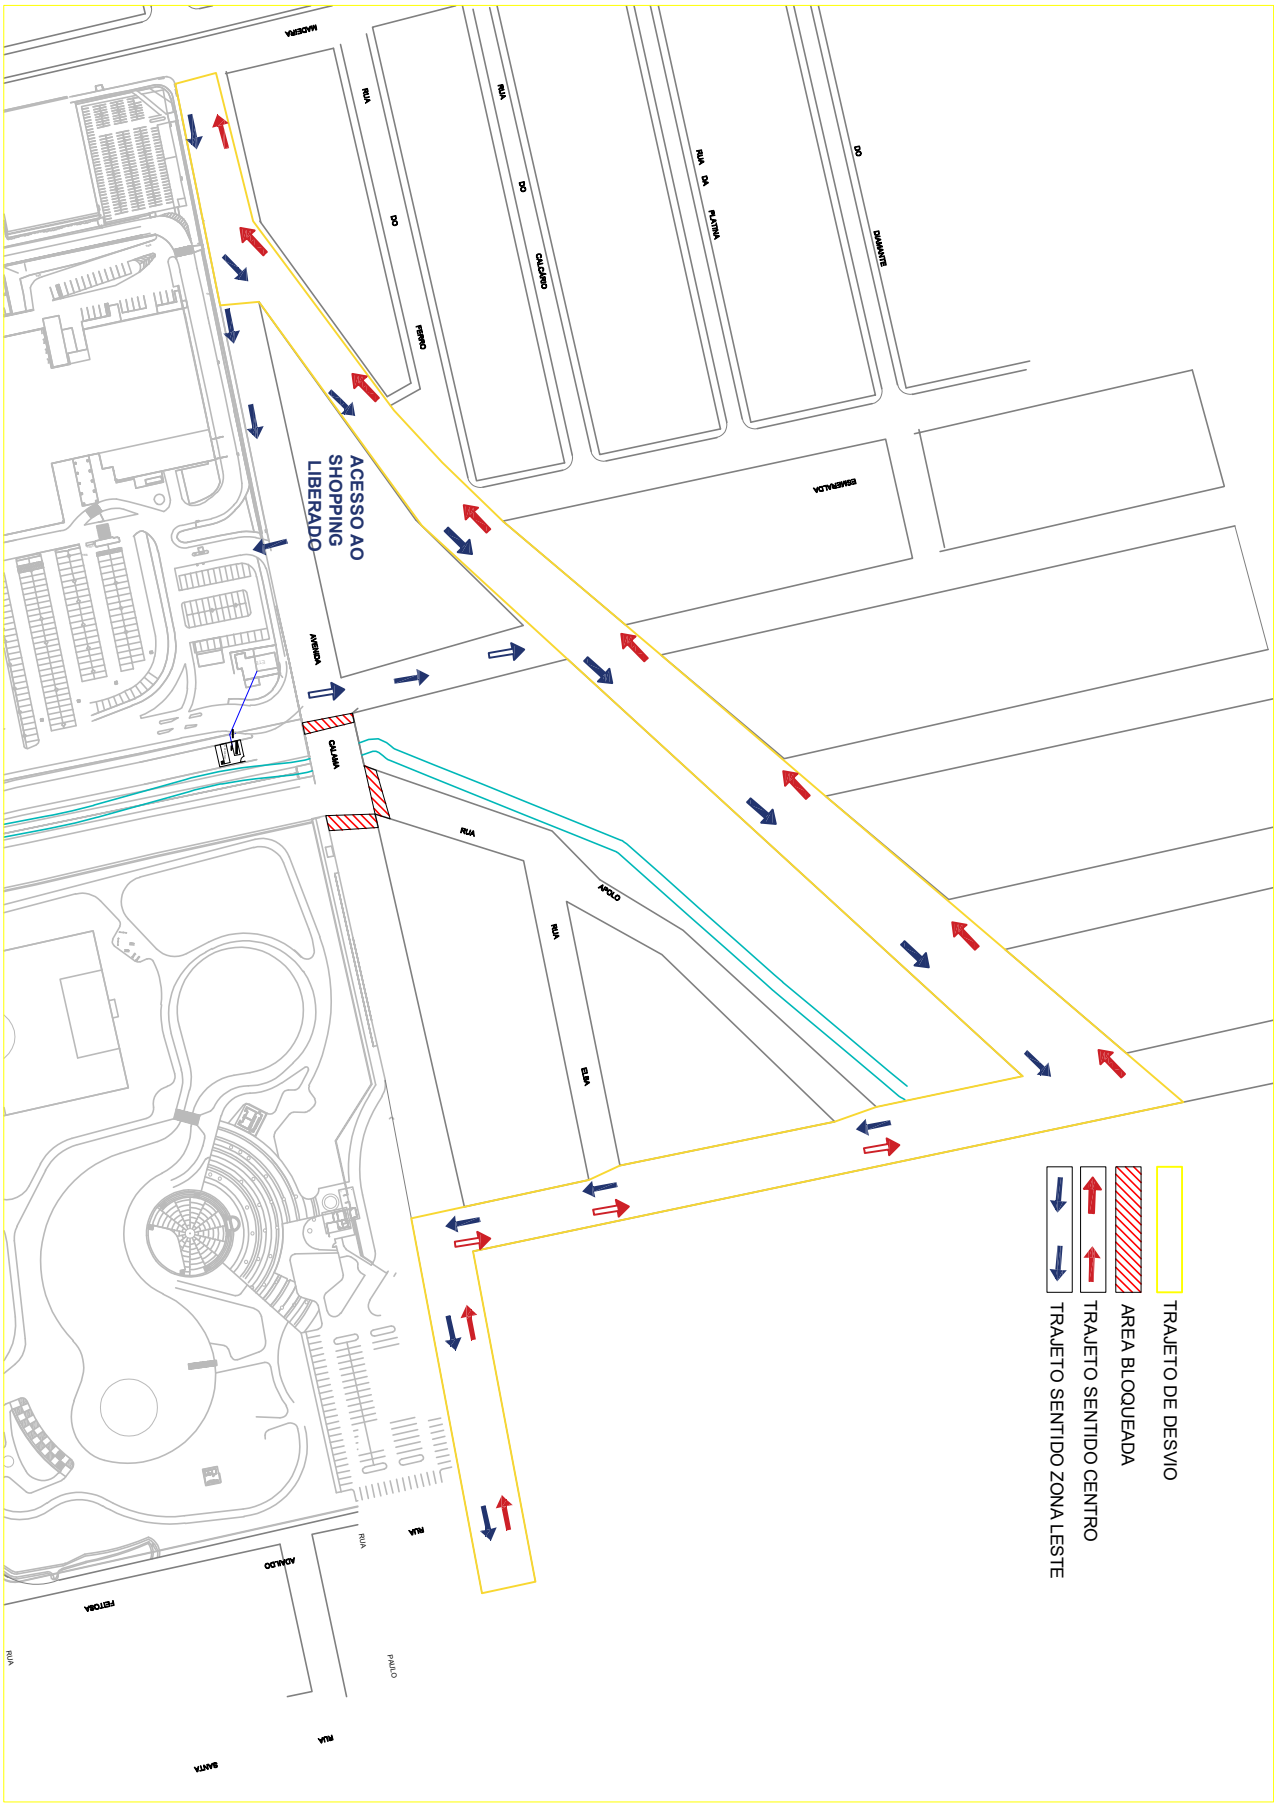 MADEIRA
RUA
DO
FERRO
RUA
DO
CALCÁRIO
RUA DA PLATINA
DO
DIAMANTE
ESMERALDA
ACESSO AO
SHOPPING
LIBERADO
AVENIDA
CALAMA
RUA
APOLO
RUA
ELBA
TRAJETO DE DESVIO
AREA BLOQUEADA
TRAJETO SENTIDO CENTRO
TRAJETO SENTIDO ZONA LESTE
RUA
ADAILDO
FEITOSA
RUA
PAULO
RUA
SANTA
RUA